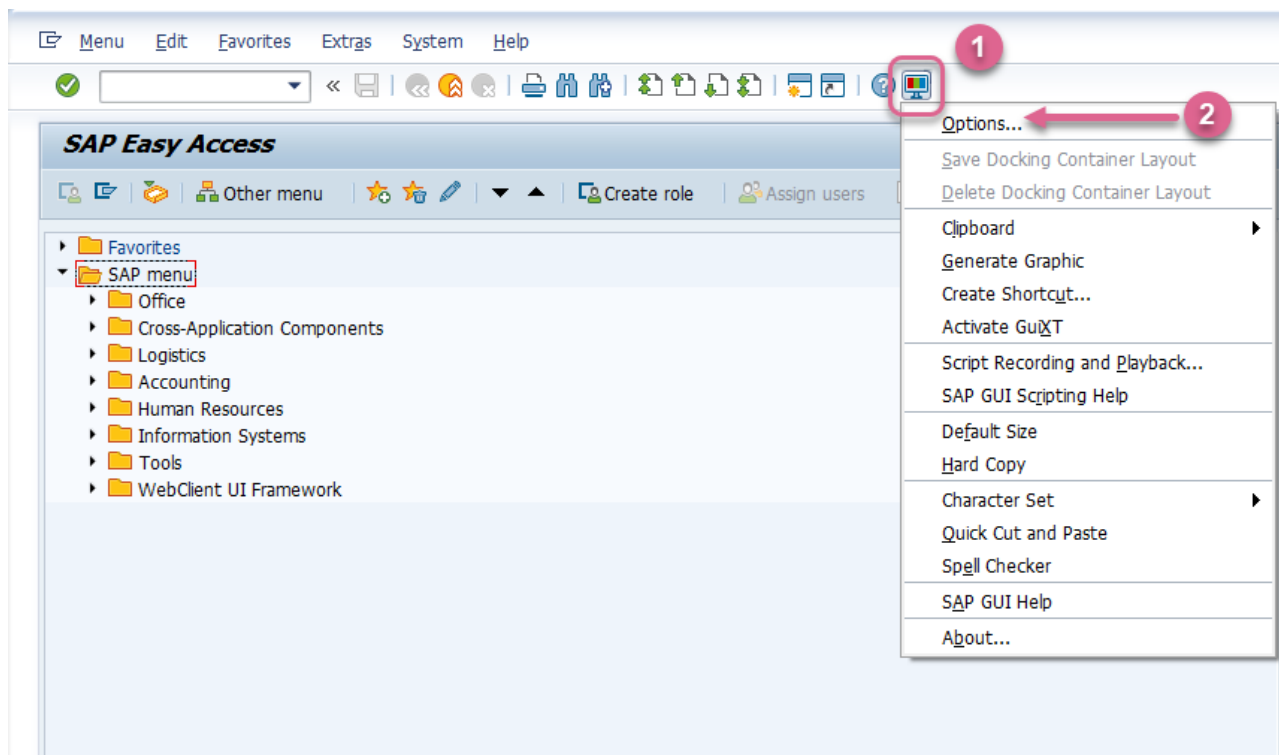 Menu Edit Favorites Extras System Help
1
SAP Easy Access
Other menu Create role Assign users
Favorites
SAP menu
Office
Cross-Application Components
Logistics
Accounting
Human Resources
Information Systems
Tools
WebClient UI Framework
Options...
2
Save Docking Container Layout
Delete Docking Container Layout
Clipboard
Generate Graphic
Create Shortcut...
Activate GuiXT
Script Recording and Playback...
SAP GUI Scripting Help
Default Size
Hard Copy
Character Set
Quick Cut and Paste
Spell Checker
SAP GUI Help
About...